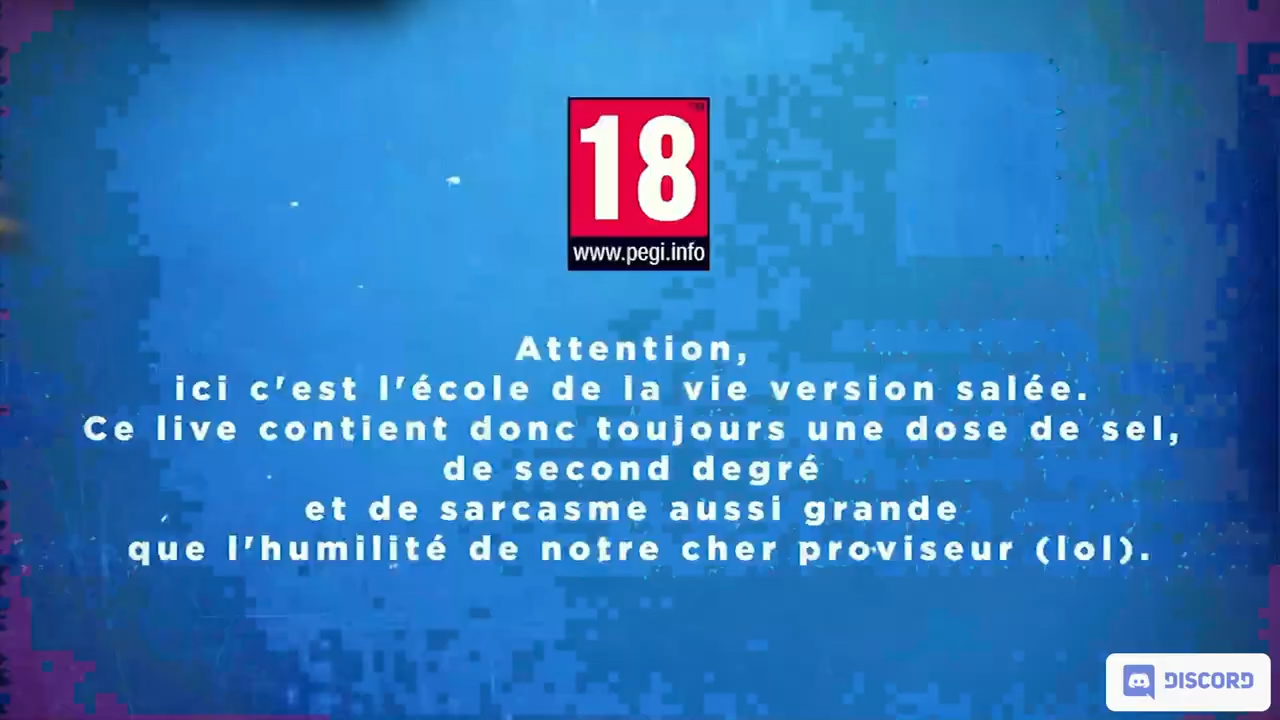 18
www.pegi.info
Attention,
ici c'est l'école de la vie version salée.
Ce live contient donc toujours une dose de sel,
de second degré
et de sarcasme aussi grande
que l'humilité de notre cher proviseur (lol).
DISCORD